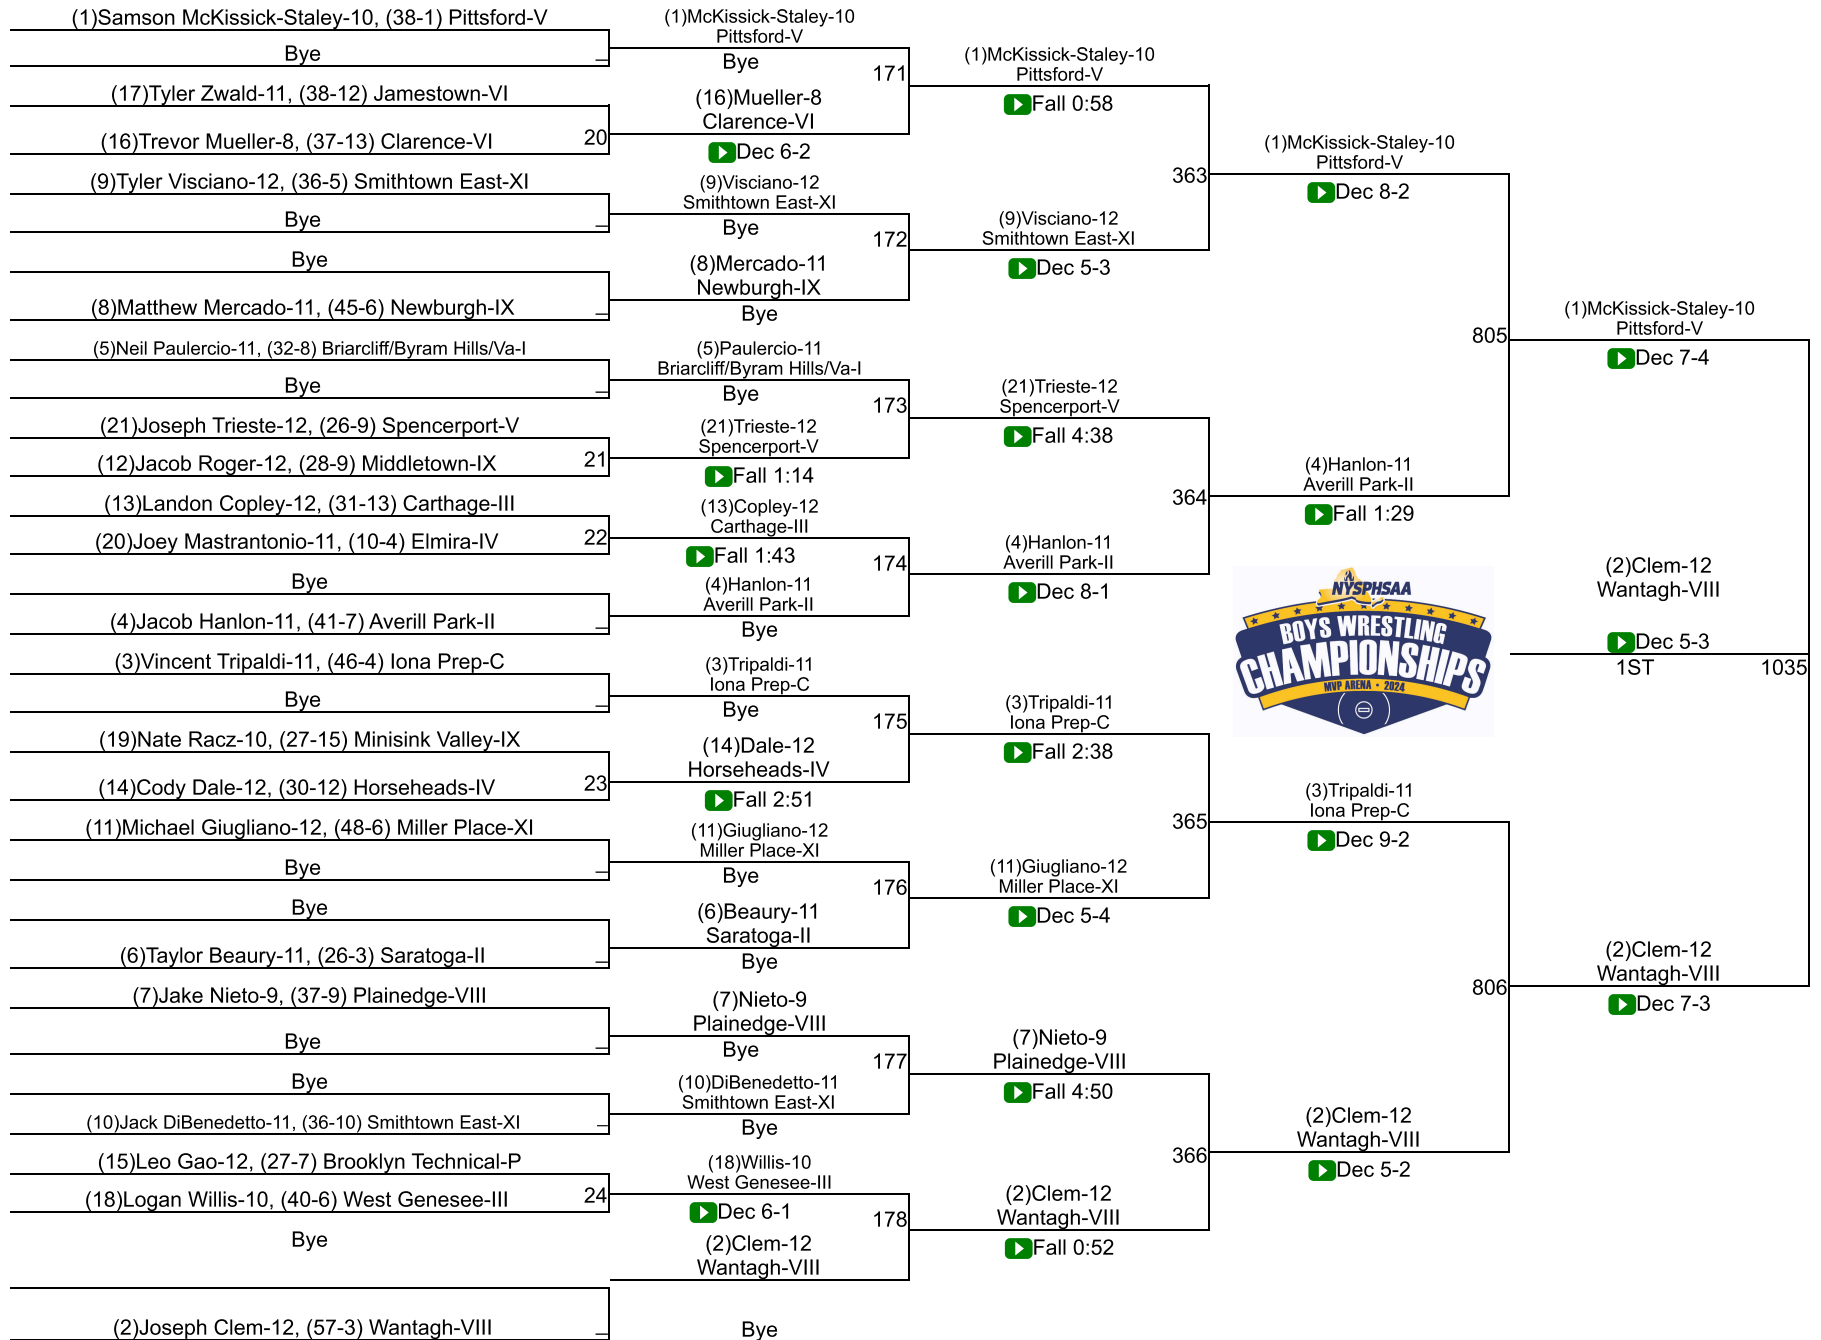 (1)Samson McKissick-Staley-10, (38-1) Pittsford-V
Bye
(17)Tyler Zwald-11, (38-12) Jamestown-VI
(16)Trevor Mueller-8, (37-13) Clarence-VI
20
(9)Tyler Visciano-12, (36-5) Smithtown East-XI
Bye
Bye
(8)Matthew Mercado-11, (45-6) Newburgh-IX
(5)Neil Paulercio-11, (32-8) Briarcliff/Byram Hills/Va-I
Bye
(21)Joseph Trieste-12, (26-9) Spencerport-V
(12)Jacob Roger-12, (28-9) Middletown-IX
21
(13)Landon Copley-12, (31-13) Carthage-III
(20)Joey Mastrantonio-11, (10-4) Elmira-IV
22
Bye
(4)Jacob Hanlon-11, (41-7) Averill Park-II
(3)Vincent Tripaldi-11, (46-4) Iona Prep-C
Bye
(19)Nate Racz-10, (27-15) Minisink Valley-IX
(14)Cody Dale-12, (30-12) Horseheads-IV
23
(11)Michael Giugliano-12, (48-6) Miller Place-XI
Bye
Bye
(6)Taylor Beaury-11, (26-3) Saratoga-II
(7)Jake Nieto-9, (37-9) Plainedge-VIII
Bye
Bye
(10)Jack DiBenedetto-11, (36-10) Smithtown East-XI
(15)Leo Gao-12, (27-7) Brooklyn Technical-P
(18)Logan Willis-10, (40-6) West Genesee-III
24
Bye
(2)Joseph Clem-12, (57-3) Wantagh-VIII
(1)McKissick-Staley-10
Pittsford-V
Bye
171
(16)Mueller-8
Clarence-VI
Dec 6-2
(9)Visciano-12
Smithtown East-XI
Bye
172
(8)Mercado-11
Newburgh-IX
Bye
(5)Paulercio-11
Briarcliff/Byram Hills/Va-I
Bye
173
(21)Trieste-12
Spencerport-V
Fall 1:14
(13)Copley-12
Carthage-III
Fall 1:43
174
(4)Hanlon-11
Averill Park-II
Bye
(3)Tripaldi-11
Iona Prep-C
Bye
175
(14)Dale-12
Horseheads-IV
Fall 2:51
(11)Giugliano-12
Miller Place-XI
Bye
176
(6)Beaury-11
Saratoga-II
Bye
(7)Nieto-9
Plainedge-VIII
Bye
177
(10)DiBenedetto-11
Smithtown East-XI
Bye
(18)Willis-10
West Genesee-III
Dec 6-1
178
(2)Clem-12
Wantagh-VIII
Bye
(1)McKissick-Staley-10
Pittsford-V
Fall 0:58
363
(9)Visciano-12
Smithtown East-XI
Dec 5-3
(21)Trieste-12
Spencerport-V
Fall 4:38
364
(4)Hanlon-11
Averill Park-II
Dec 8-1
(3)Tripaldi-11
Iona Prep-C
Fall 2:38
365
(11)Giugliano-12
Miller Place-XI
Dec 5-4
(7)Nieto-9
Plainedge-VIII
Fall 4:50
366
(2)Clem-12
Wantagh-VIII
Fall 0:52
(1)McKissick-Staley-10
Pittsford-V
Dec 8-2
805
(4)Hanlon-11
Averill Park-II
Fall 1:29
NYSPHSAA
BOYS WRESTLING
CHAMPIONSHIPS
MVP ARENA • 2024
(3)Tripaldi-11
Iona Prep-C
Dec 9-2
806
(2)Clem-12
Wantagh-VIII
Dec 5-2
(1)McKissick-Staley-10
Pittsford-V
Dec 7-4
(2)Clem-12
Wantagh-VIII
Dec 5-3
1ST
1035
(2)Clem-12
Wantagh-VIII
Dec 7-3